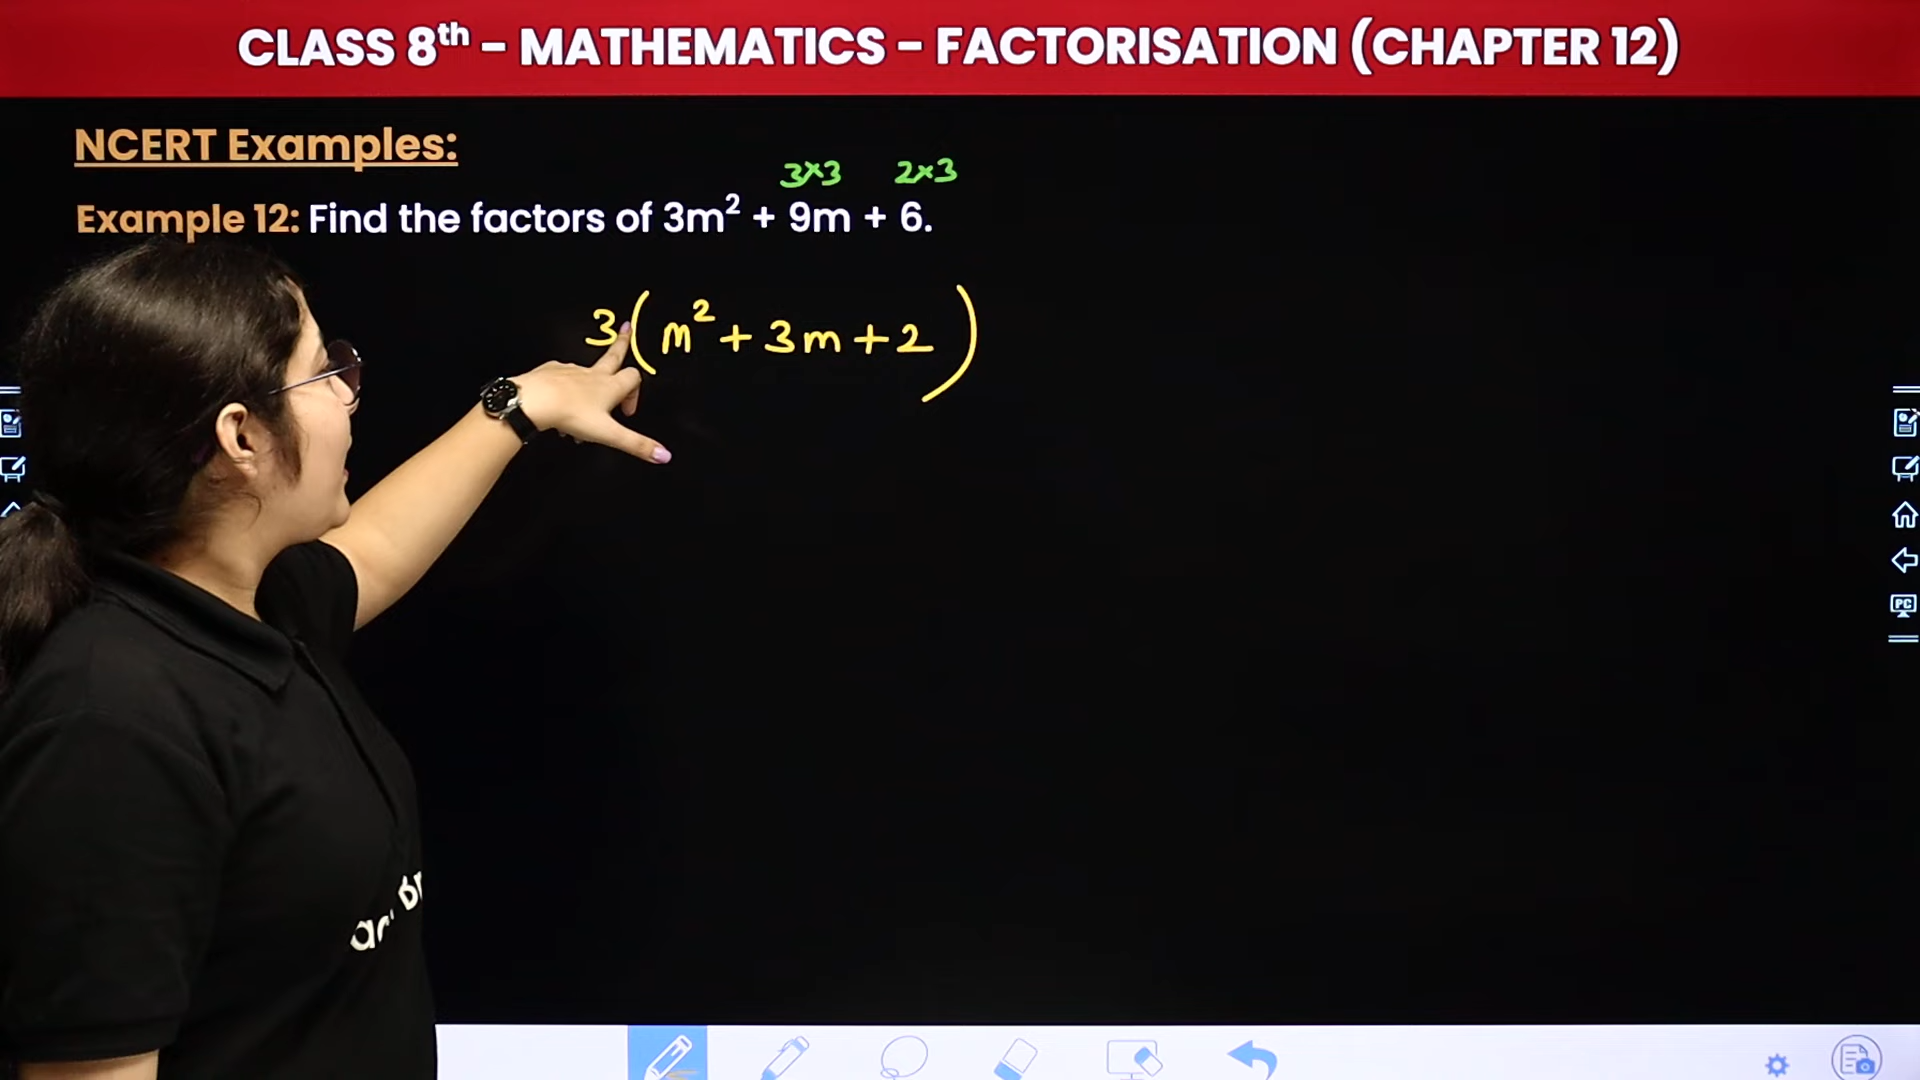 CLASS 8th - MATHEMATICS - FACTORISATION (CHAPTER 12)
NCERT Examples:
3×3 2×3
Example 12: Find the factors of 3m² + 9m + 6.
3(m² + 3m + 2)
PC